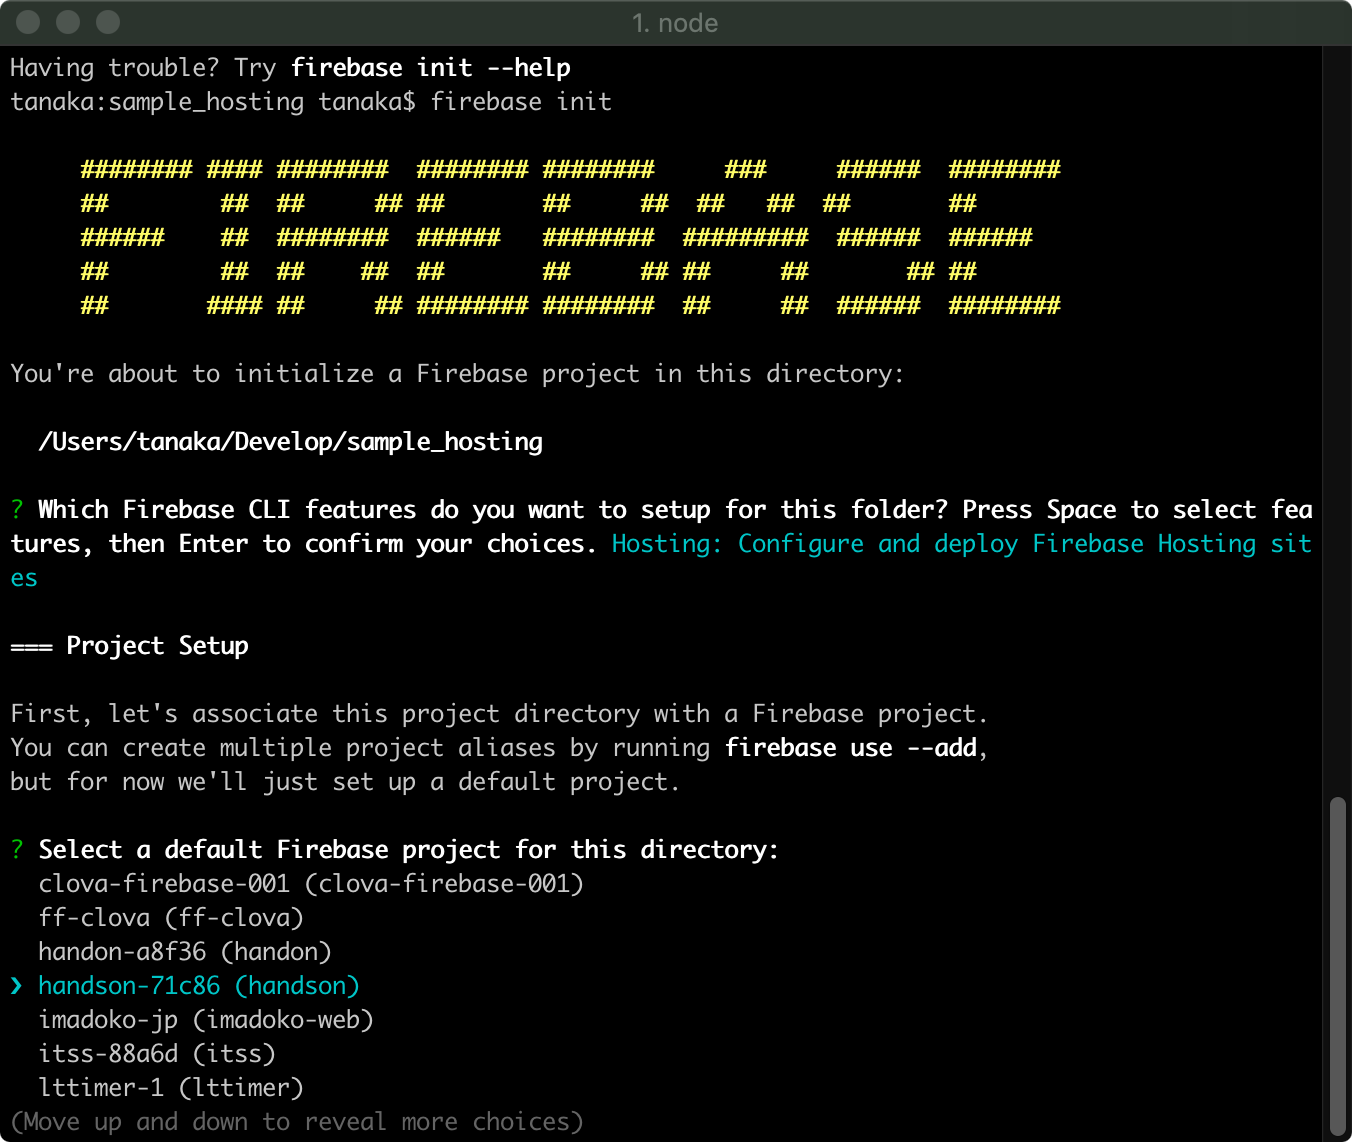 1. node
Having trouble? Try firebase init --help
tanaka:sample_hosting tanaka$ firebase init
     ######## #### ########  ######## ########     ###     ######  ########
     ##        ##  ##     ## ##       ##     ##  ##   ##  ##       ##
     ######    ##  ########  ######   ########  #########  ######  ######
     ##        ##  ##    ##  ##       ##     ## ##     ##       ## ##
     ##       #### ##     ## ######## ########  ##     ##  ######  ########
You're about to initialize a Firebase project in this directory:
  /Users/tanaka/Develop/sample_hosting
? Which Firebase CLI features do you want to setup for this folder? Press Space to select fea
tures, then Enter to confirm your choices. Hosting: Configure and deploy Firebase Hosting sit
es
=== Project Setup
First, let's associate this project directory with a Firebase project.
You can create multiple project aliases by running firebase use --add,
but for now we'll just set up a default project.
? Select a default Firebase project for this directory:
  clova-firebase-001 (clova-firebase-001)
  ff-clova (ff-clova)
  handon-a8f36 (handon)
❯ handson-71c86 (handson)
  imadoko-jp (imadoko-web)
  itss-88a6d (itss)
  lttimer-1 (lttimer)
(Move up and down to reveal more choices)